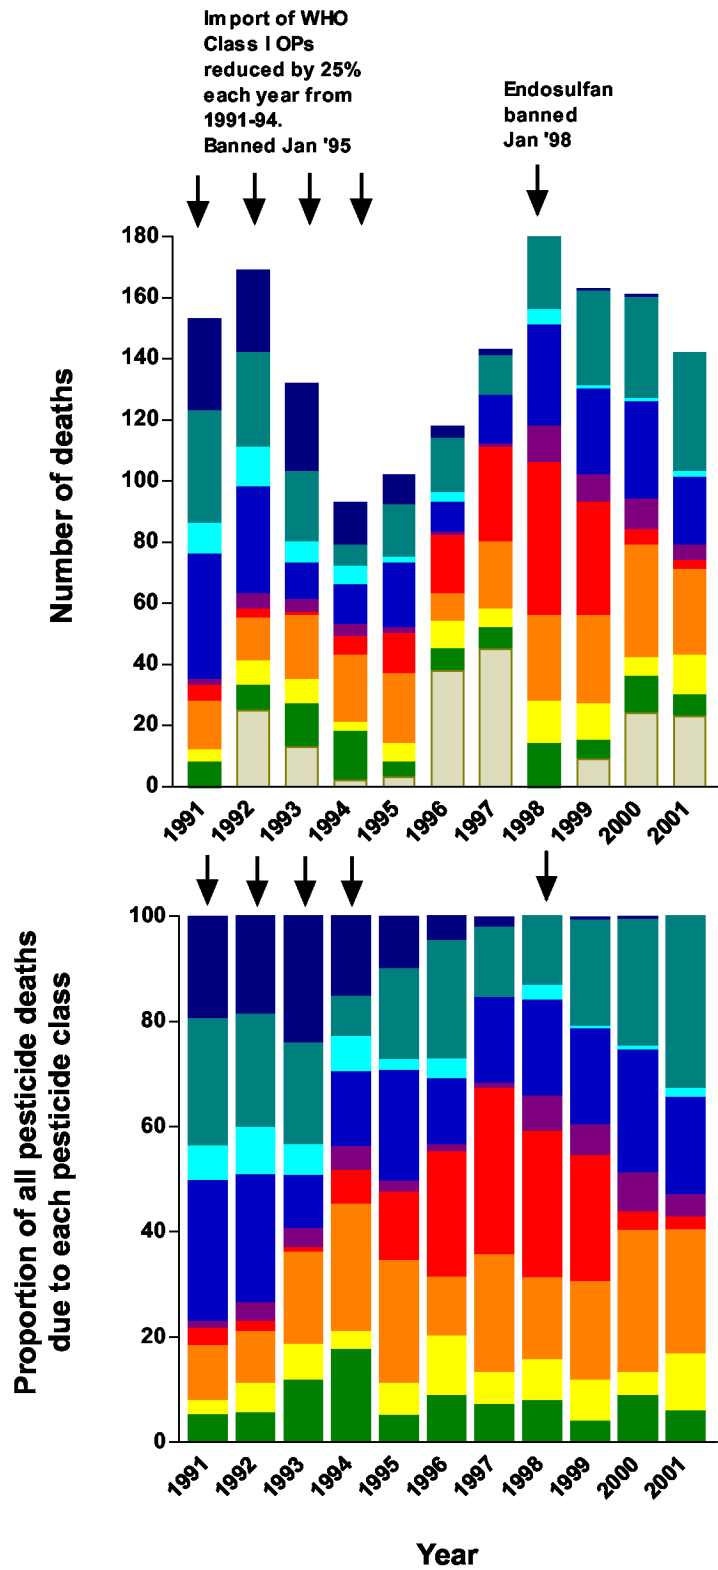 Import of WHO
Class I OPs
reduced by 25%
each year from
1991-94.
Banned Jan '95
Endosulfan
banned
Jan '98
Number of deaths
180
160
140
120
100
80
60
40
20
0
1991 1992 1993 1994 1995 1996 1997 1998 1999 2000 2001
Proportion of all pesticide deaths
due to each pesticide class
100
80
60
40
20
0
1991 1992 1993 1994 1995 1996 1997 1998 1999 2000 2001
Year